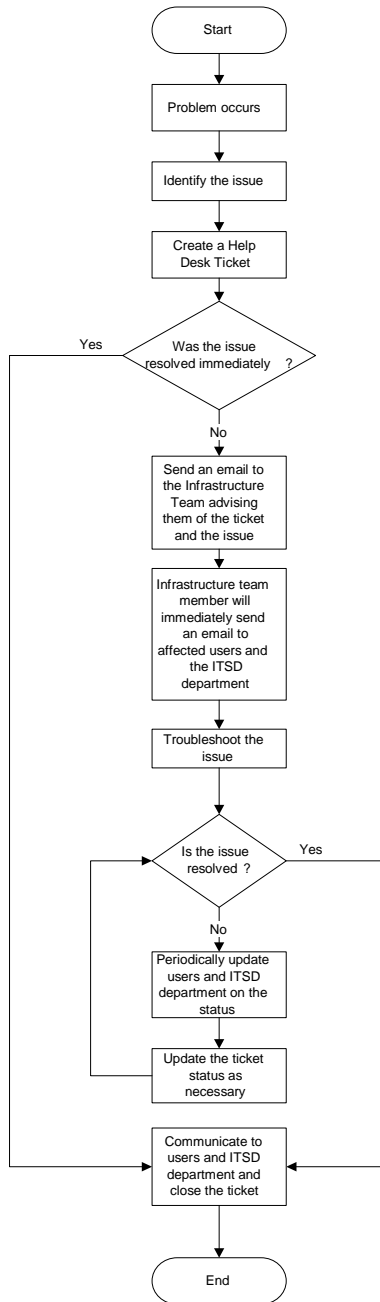 Start
Problem occurs
Identify the issue
Create a Help
Desk Ticket
Yes
Was the issue
resolved immediately ?
No
Send an email to
the Infrastructure
Team advising
them of the ticket
and the issue
Infrastructure team
member will
immediately send
an email to
affected users and
the ITSD
department
Troubleshoot the
issue
Is the issue
resolved ?
Yes
No
Periodically update
users and ITSD
department on the
status
Update the ticket
status as
necessary
Communicate to
users and ITSD
department and
close the ticket
End